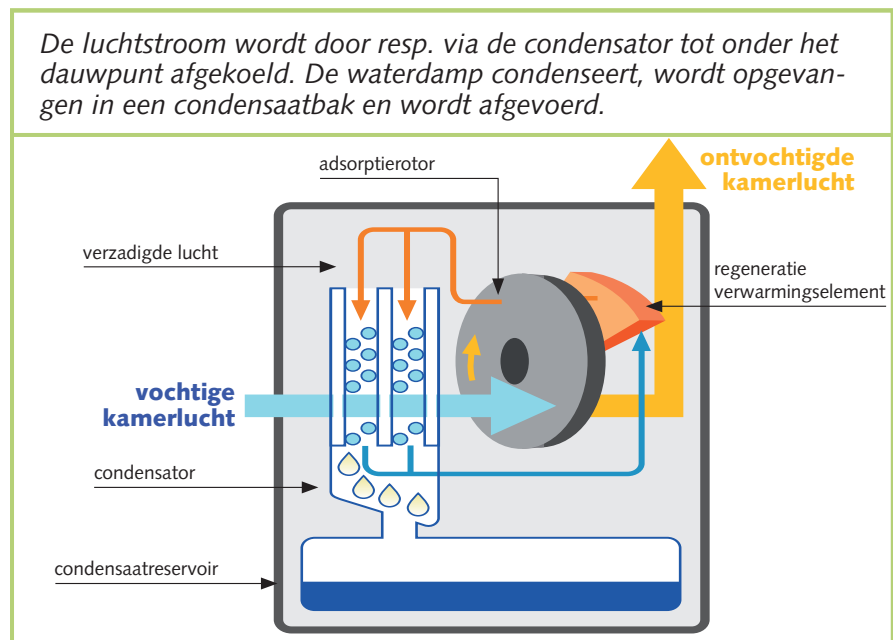 De luchtstroom wordt door resp. via de condensator tot onder het
dauwpunt afgekoeld. De waterdamp condenseert, wordt opgevan-
gen in een condensaatbak en wordt afgevoerd.
adsorptierotor
ontvochtigde
kamerlucht
verzadigde lucht
regeneratie
verwarmingselement
vochtige
kamerlucht
condensator
condensaatreservoir